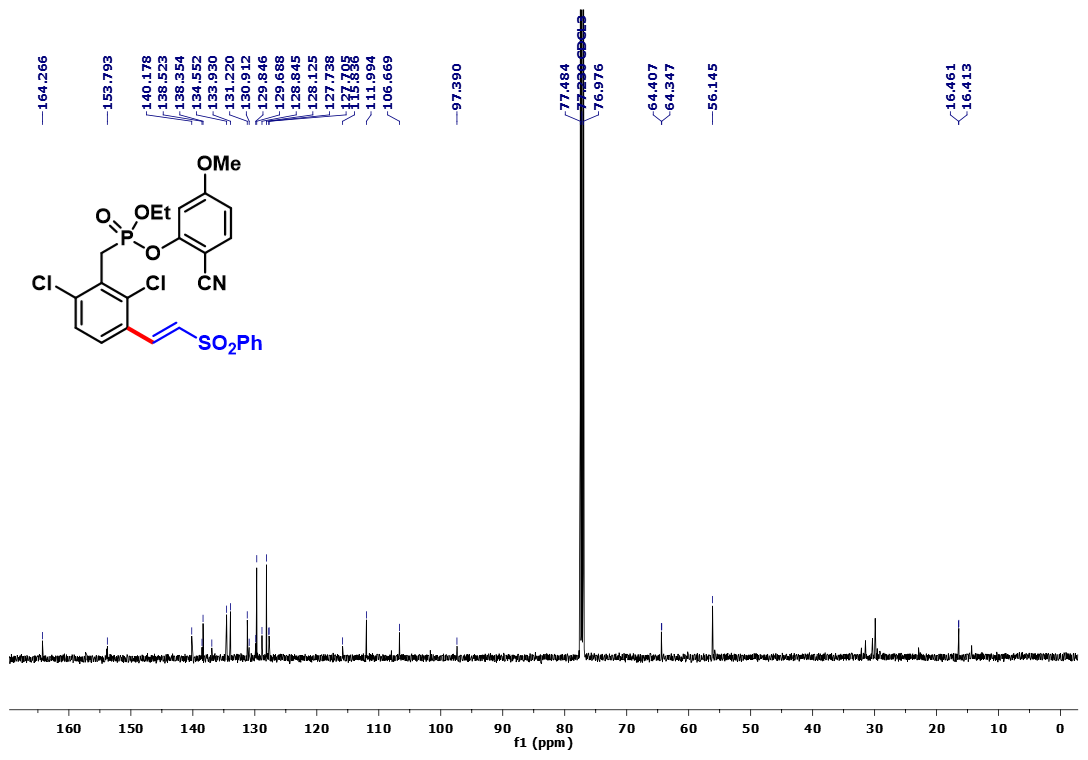 164.266
153.793
140.178
138.523
138.354
134.552
133.930
131.220
130.912
129.846
129.688
128.845
128.125
127.738
127.705
115.836
111.994
106.669
97.390
77.484
77.230 CDCL3
76.976
64.407
64.347
56.145
16.461
16.413
OMe
O
OEt
P
O
Cl
Cl
CN
SO2Ph
160 150 140 130 120 110 100 90 80 70 60 50 40 30 20 10 0
f1 (ppm)